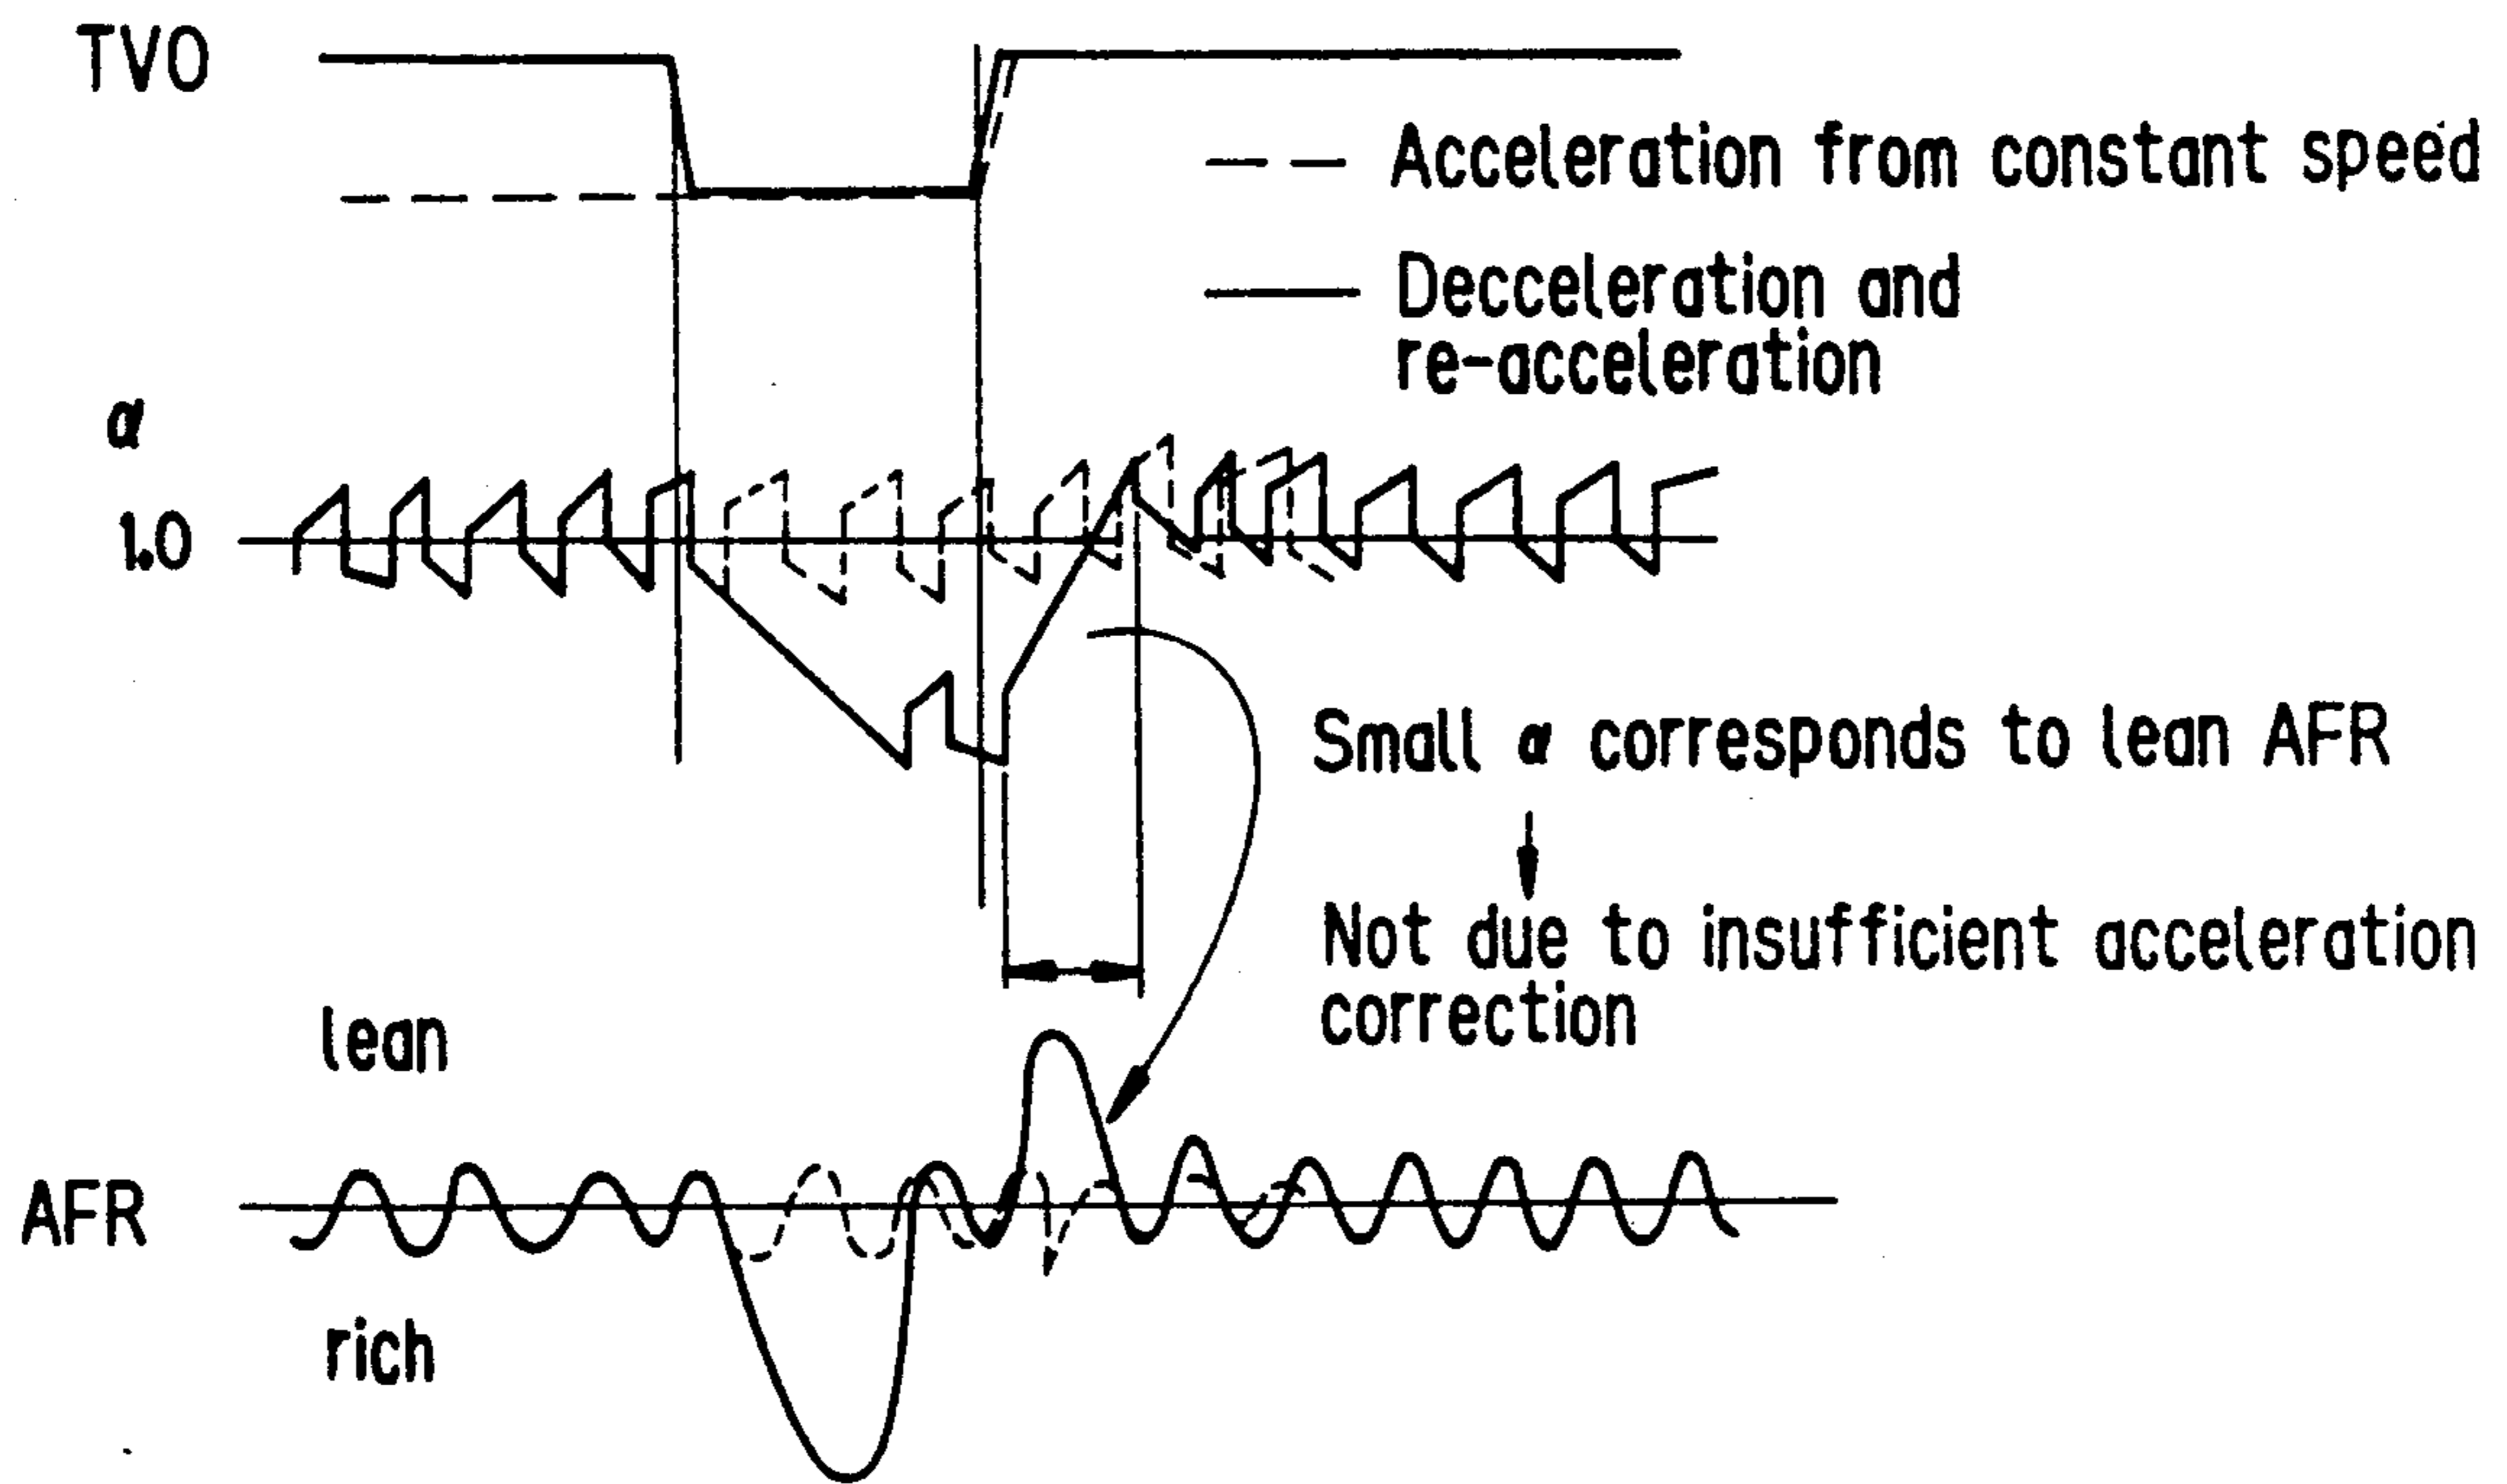 TVO
Acceleration from constant speed
Decceleration and
re-acceleration
α
1.0
Small α corresponds to lean AFR
Not due to insufficient acceleration
correction
lean
AFR
rich